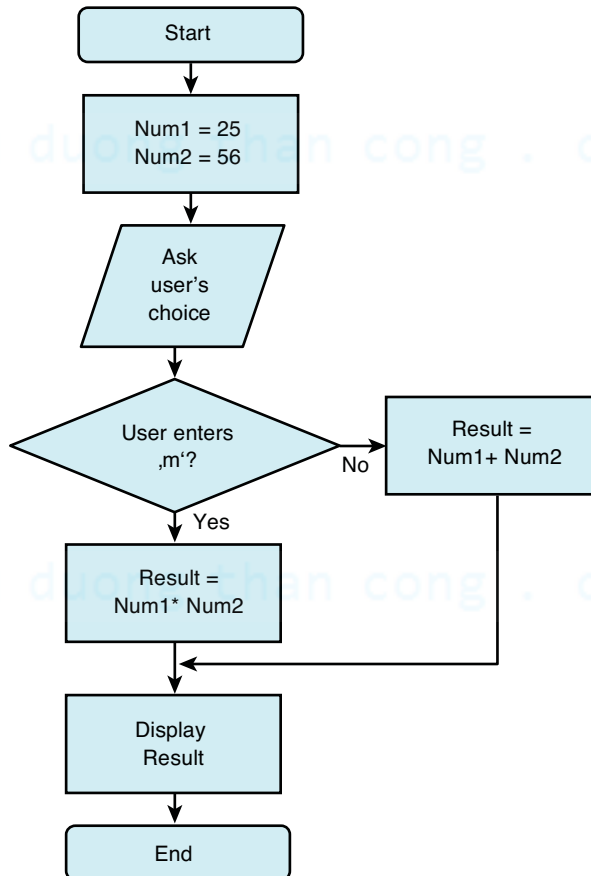 Start
Num1 = 25
Num2 = 56
duong than cong . c
Ask
user's
choice
User enters
‚m‘?
No
Result =
Num1+ Num2
Yes
Result =
Num1* Num2
duong than cong . c
Display
Result
End